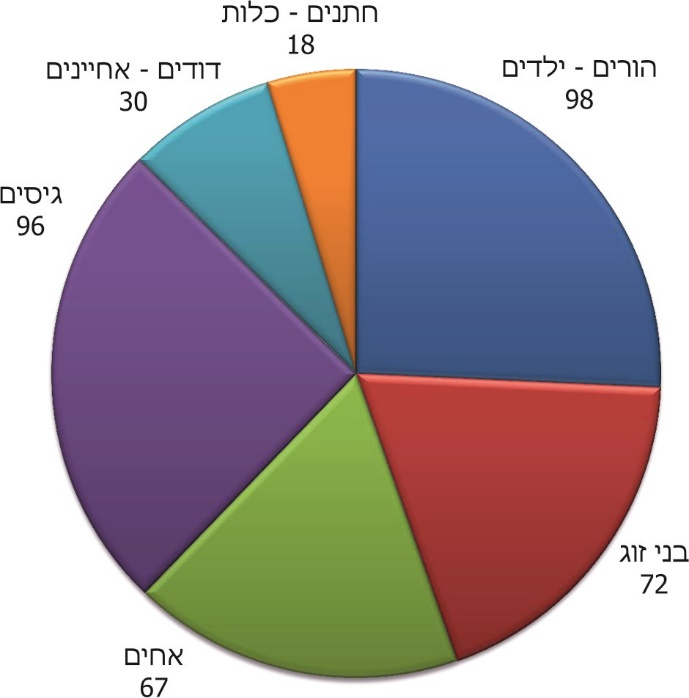 חתנים - כלות
18
הורים - ילדים
98
דודים - אחיינים
30
גיסים
96
בני זוג
72
אחים
67